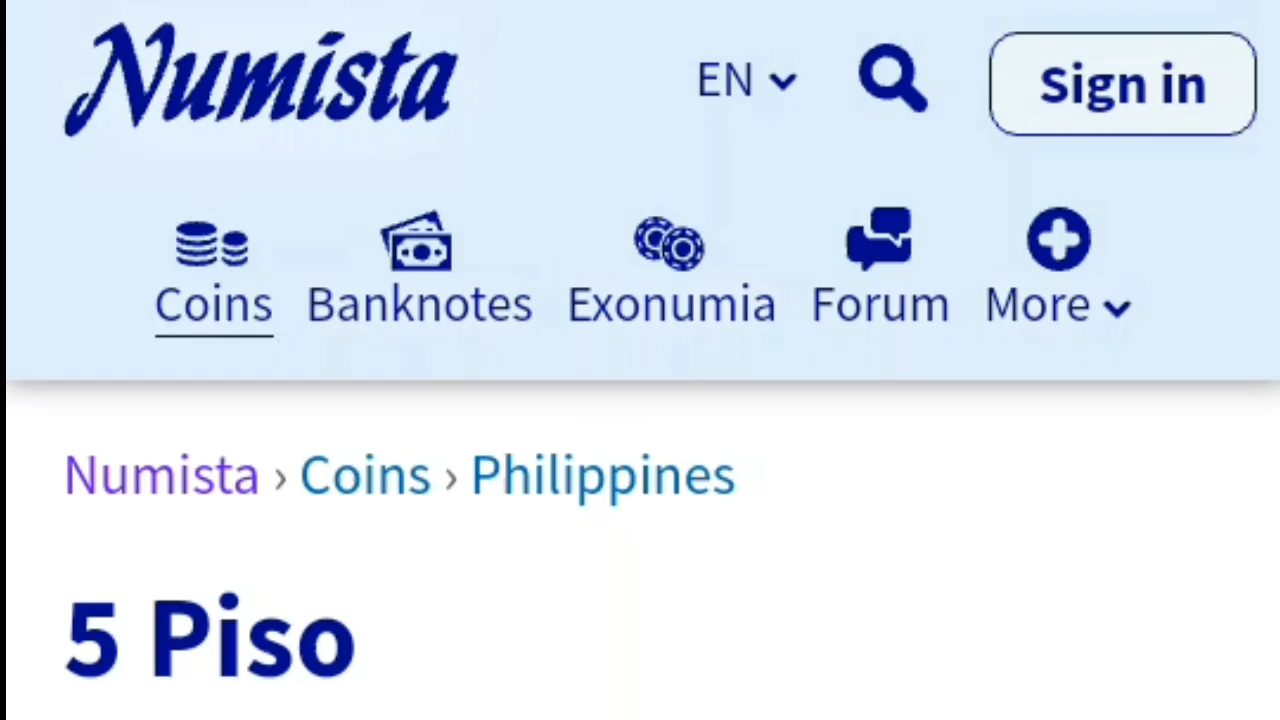 Numista
EN
Sign in
Coins Banknotes Exonumia Forum More
Numista › Coins › Philippines
5 Piso